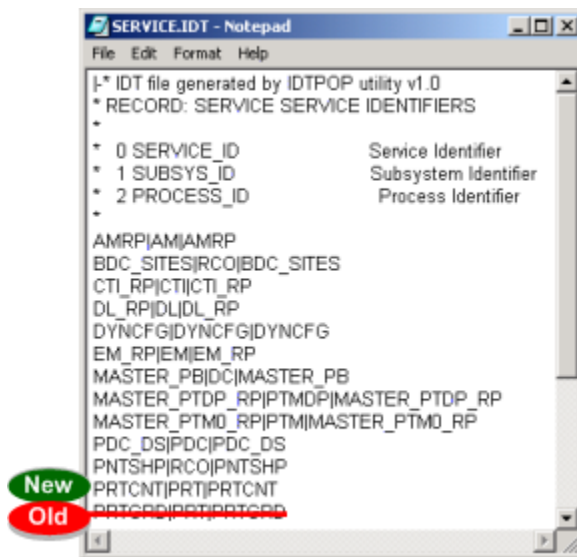 SERVICE.IDT - Notepad
File Edit Format Help
|-* IDT file generated by IDTPOP utility v1.0
* RECORD: SERVICE SERVICE IDENTIFIERS
*
* 0 SERVICE_ID Service Identifier
* 1 SUBSYS_ID Subsystem Identifier
* 2 PROCESS_ID Process Identifier
*
AMRP|AM|AMRP
BDC_SITES|RCO|BDC_SITES
CTI_RP|CTI|CTI_RP
DL_RP|DL|DL_RP
DYNCFG|DYNCFG|DYNCFG
EM_RP|EM|EM_RP
MASTER_PB|DC|MASTER_PB
MASTER_PTDP_RP|PTMDP|MASTER_PTDP_RP
MASTER_PTM0_RP|PTM|MASTER_PTM0_RP
PDC_DS|PDC|PDC_DS
PNTSHP|RCO|PNTSHP
New PRTCNT|PRT|PRTCNT
Old PRTCRD|PRT|PRTCRD